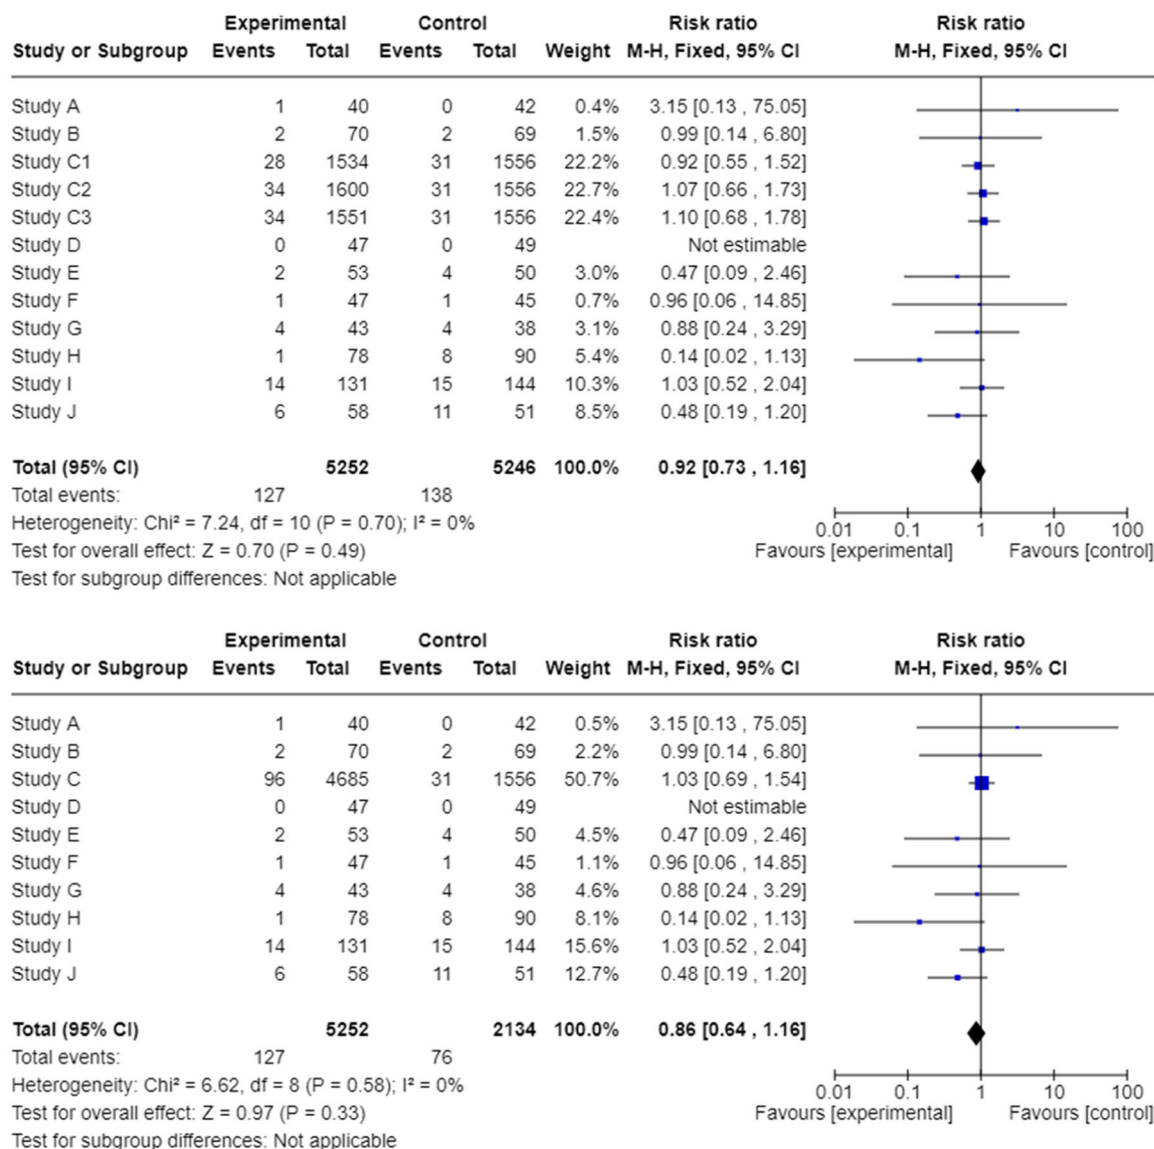 Experimental Control Risk ratio Risk ratio
Study or Subgroup Events Total Events Total Weight M-H, Fixed, 95% CI M-H, Fixed, 95% CI
Study A 1 40 0 42 0.4% 3.15 [0.13 , 75.05]
Study B 2 70 2 69 1.5% 0.99 [0.14 , 6.80]
Study C1 28 1534 31 1556 22.2% 0.92 [0.55 , 1.52]
Study C2 34 1600 31 1556 22.7% 1.07 [0.66 , 1.73]
Study C3 34 1551 31 1556 22.4% 1.10 [0.68 , 1.78]
Study D 0 47 0 49 Not estimable
Study E 2 53 4 50 3.0% 0.47 [0.09 , 2.46]
Study F 1 47 1 45 0.7% 0.96 [0.06 , 14.85]
Study G 4 43 4 38 3.1% 0.88 [0.24 , 3.29]
Study H 1 78 8 90 5.4% 0.14 [0.02 , 1.13]
Study I 14 131 15 144 10.3% 1.03 [0.52 , 2.04]
Study J 6 58 11 51 8.5% 0.48 [0.19 , 1.20]
Total (95% CI) 5252 5246 100.0% 0.92 [0.73 , 1.16]
Total events: 127 138
Heterogeneity: Chi² = 7.24, df = 10 (P = 0.70); I² = 0%
Test for overall effect: Z = 0.70 (P = 0.49)
Test for subgroup differences: Not applicable
0.01 0.1 1 10 100
Favours [experimental] Favours [control]
Experimental Control Risk ratio Risk ratio
Study or Subgroup Events Total Events Total Weight M-H, Fixed, 95% CI M-H, Fixed, 95% CI
Study A 1 40 0 42 0.5% 3.15 [0.13 , 75.05]
Study B 2 70 2 69 2.2% 0.99 [0.14 , 6.80]
Study C 96 4685 31 1556 50.7% 1.03 [0.69 , 1.54]
Study D 0 47 0 49 Not estimable
Study E 2 53 4 50 4.5% 0.47 [0.09 , 2.46]
Study F 1 47 1 45 1.1% 0.96 [0.06 , 14.85]
Study G 4 43 4 38 4.6% 0.88 [0.24 , 3.29]
Study H 1 78 8 90 8.1% 0.14 [0.02 , 1.13]
Study I 14 131 15 144 15.6% 1.03 [0.52 , 2.04]
Study J 6 58 11 51 12.7% 0.48 [0.19 , 1.20]
Total (95% CI) 5252 2134 100.0% 0.86 [0.64 , 1.16]
Total events: 127 76
Heterogeneity: Chi² = 6.62, df = 8 (P = 0.58); I² = 0%
Test for overall effect: Z = 0.97 (P = 0.33)
Test for subgroup differences: Not applicable
0.01 0.1 1 10 100
Favours [experimental] Favours [control]